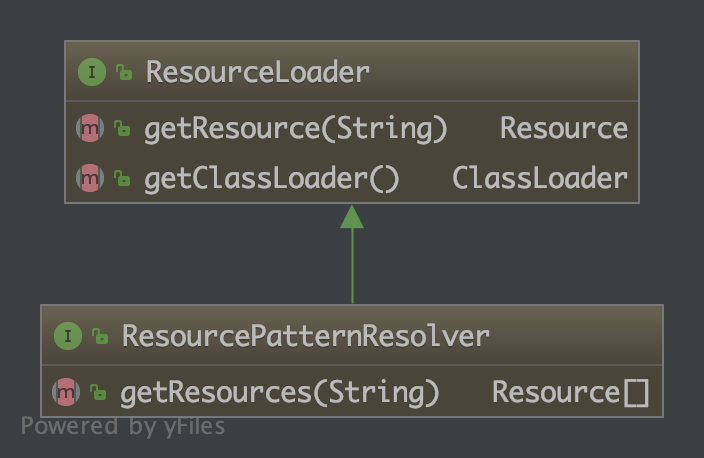 I ResourceLoader
m getResource(String) Resource
m getClassLoader() ClassLoader
I ResourcePatternResolver
m getResources(String) Resource[]
Powered by yFiles